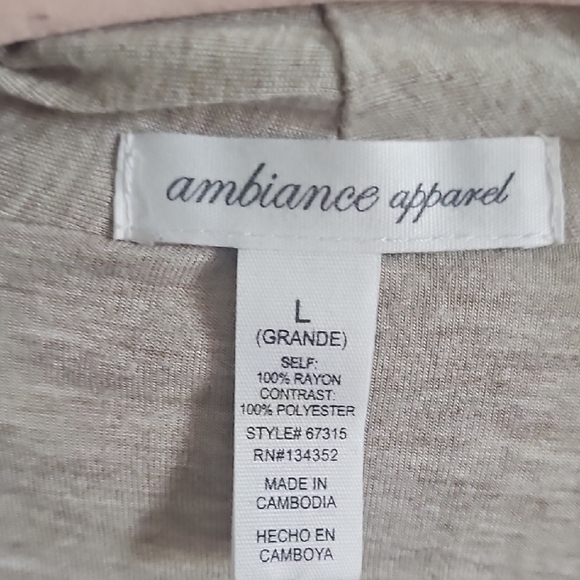 ambiance apparel
L
(GRANDE)
SELF:
100% RAYON
CONTRAST:
100% POLYESTER
STYLE# 67315
RN#134352
MADE IN
CAMBODIA
HECHO EN
CAMBOYA